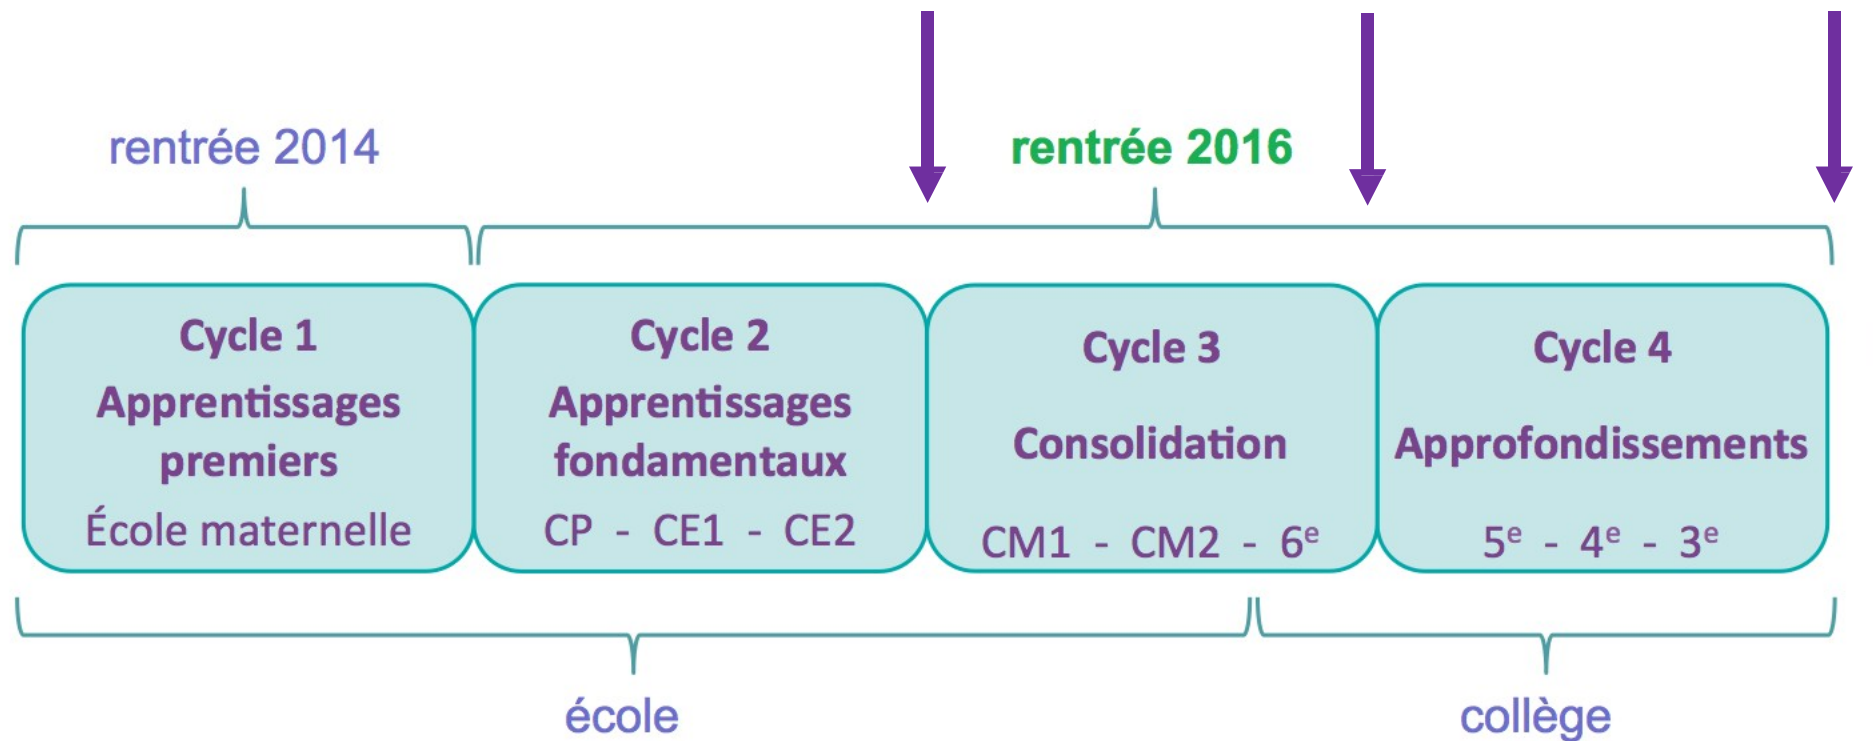 rentrée 2014
rentrée 2016
Cycle 1
Apprentissages
premiers
École maternelle
Cycle 2
Apprentissages
fondamentaux
CP - CE1 - CE2
Cycle 3
Consolidation
CM1 - CM2 - 6e
Cycle 4
Approfondissements
5e - 4e - 3e
école
collège